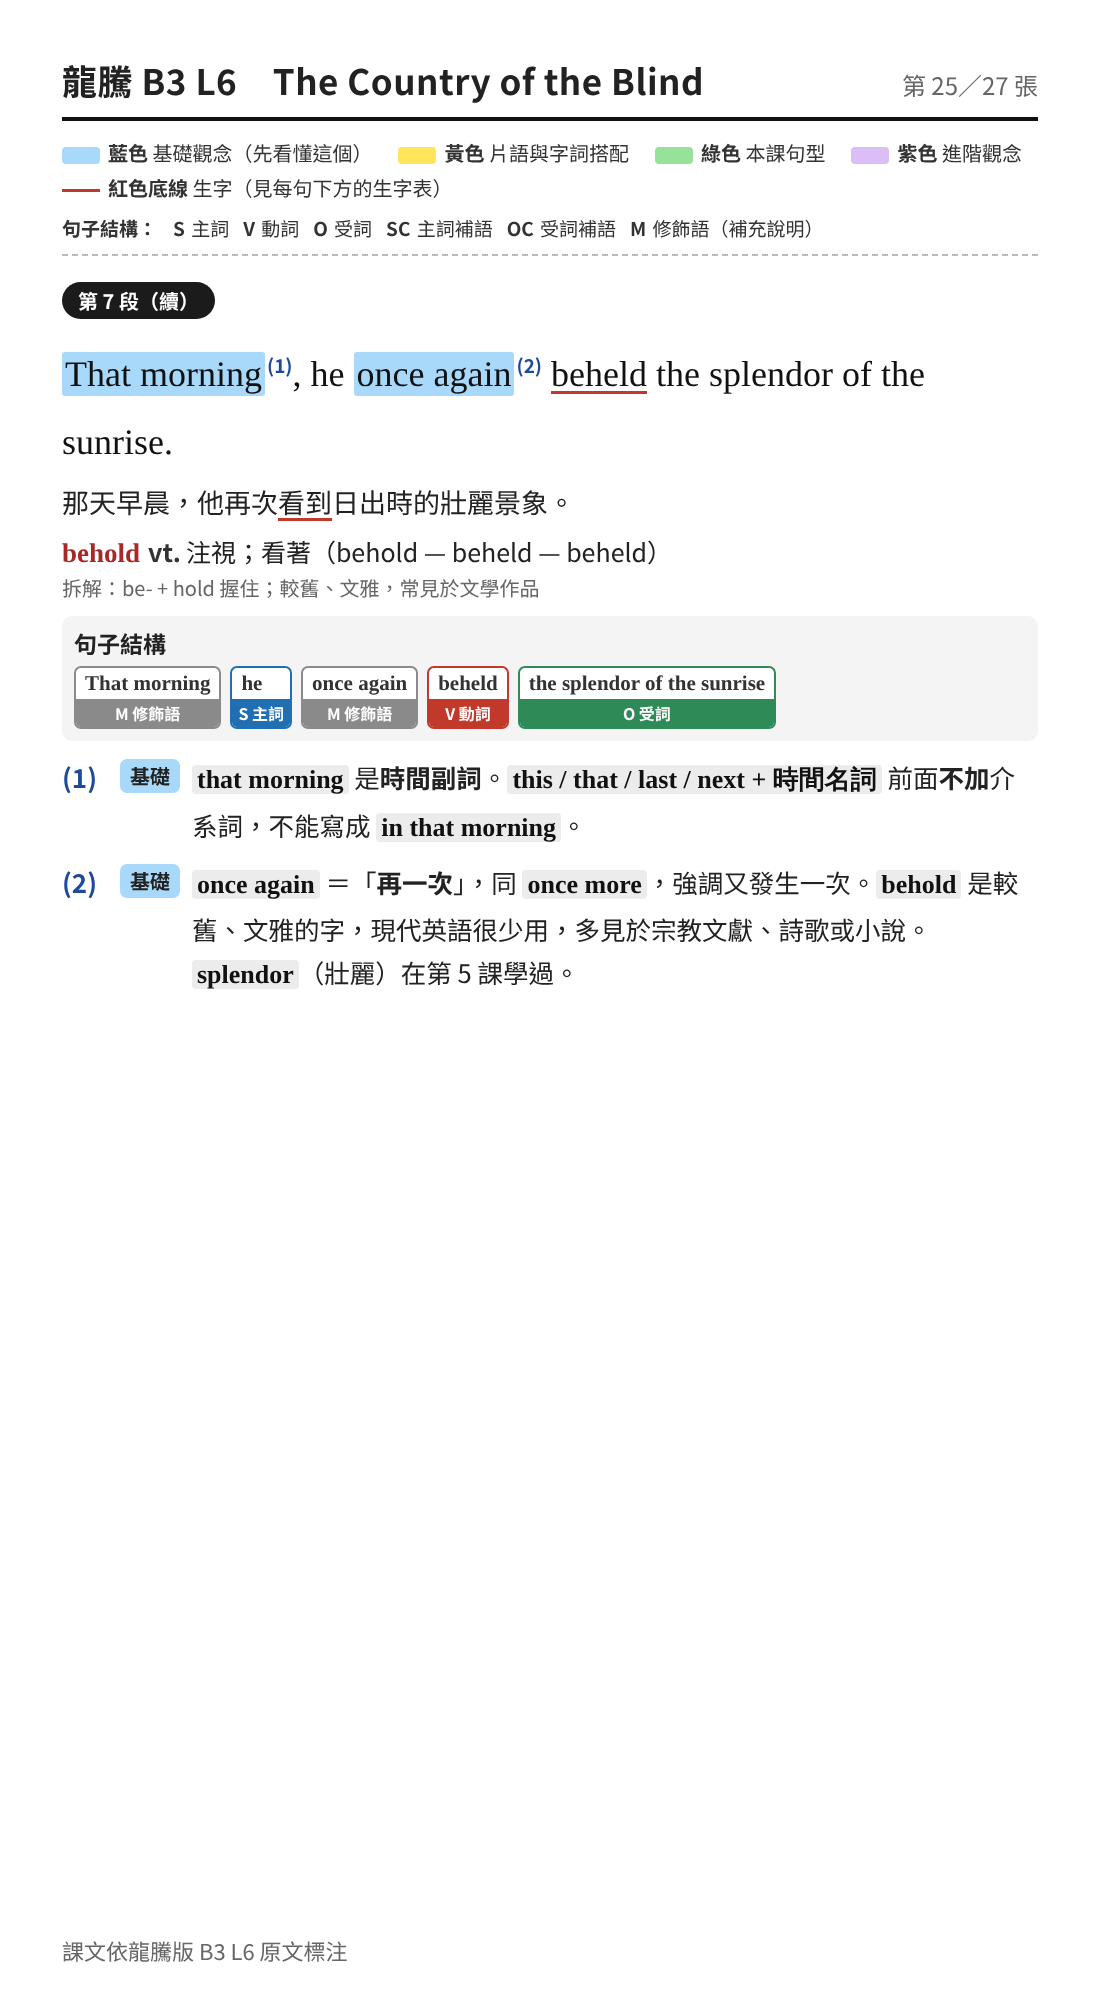 龍騰 B3 L6　The Country of the Blind　第 25／27 張
藍色 基礎觀念（先看懂這個）　黃色 片語與字詞搭配　綠色 本課句型　紫色 進階觀念
紅色底線 生字（見每句下方的生字表）
句子結構：　S 主詞　V 動詞　O 受詞　SC 主詞補語　OC 受詞補語　M 修飾語（補充說明）
第 7 段（續）
That morning(1), he once again(2) beheld the splendor of the
sunrise.
那天早晨，他再次看到日出時的壯麗景象。
behold vt. 注視；看著（behold — beheld — beheld）
拆解：be- + hold 握住；較舊、文雅，常見於文學作品
句子結構
That morning　he　once again　beheld　the splendor of the sunrise
M 修飾語　S 主詞　M 修飾語　V 動詞　O 受詞
(1)　基礎　that morning 是時間副詞。this / that / last / next + 時間名詞 前面不加介
系詞，不能寫成 in that morning。
(2)　基礎　once again ＝「再一次」，同 once more，強調又發生一次。behold 是較
舊、文雅的字，現代英語很少用，多見於宗教文獻、詩歌或小說。
splendor（壯麗）在第 5 課學過。
課文依龍騰版 B3 L6 原文標注